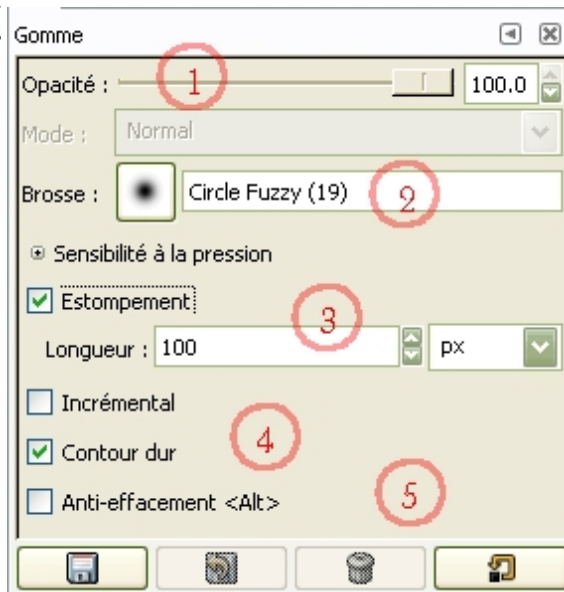 Gomme
Opacité : 1 100.0
Mode : Normal
Brosse : Circle Fuzzy (19) 2
Sensibilité à la pression
Estompement 3
Longueur : 100 px
Incrémental
4
Contour dur
Anti-effacement <Alt> 5